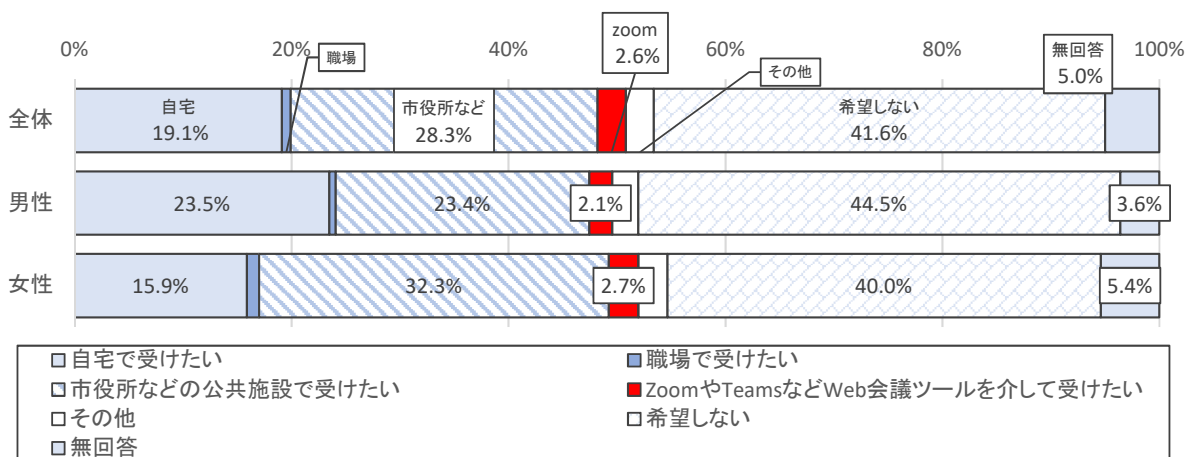 0% 20% 40% 60% 80% 100%
zoom
2.6%
職場
その他
無回答
5.0%
全体
自宅
19.1%
市役所など
28.3%
希望しない
41.6%
男性 23.5% 23.4% 2.1% 44.5% 3.6%
女性 15.9% 32.3% 2.7% 40.0% 5.4%
自宅で受けたい 職場で受けたい
市役所などの公共施設で受けたい ZoomやTeamsなどWeb会議ツールを介して受けたい
その他 希望しない
無回答